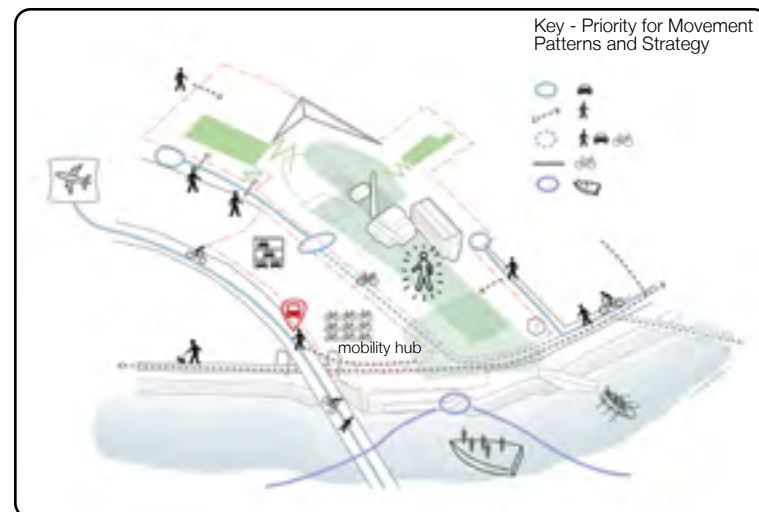 Key - Priority for Movement
Patterns and Strategy
mobility hub